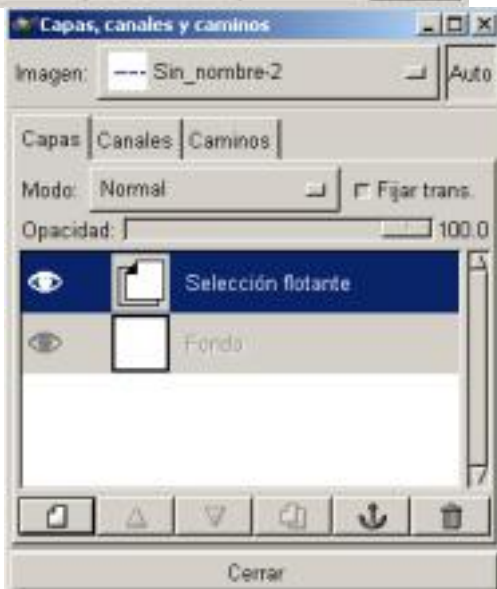 Capas, canales y caminos
Imagen: Sin_nombre-2 Auto
Capas Canales Caminos
Modo: Normal Fijar trans.
Opacidad: 100.0
Selección flotante
Fondo
Cerrar